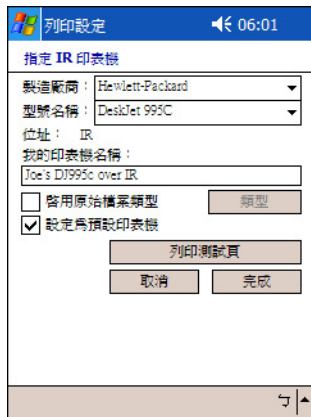 列印設定 06:01
指定 IR 印表機
製造廠商： Hewlett-Packard
型號名稱： DeskJet 995C
位址： IR
我的印表機名稱：
Joe's DJ995c over IR
啓用原始檔案類型 類型
設定爲預設印表機
列印測試頁
取消 完成
ㄅ